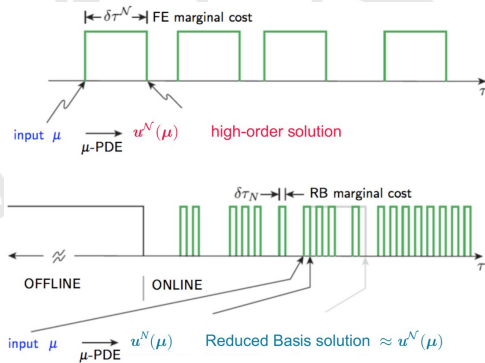 δτ^𝒩 FE marginal cost
τ
input μ → u^𝒩(μ) high-order solution
μ-PDE
δτ_N RB marginal cost
τ
OFFLINE ONLINE
input μ → u^N(μ) Reduced Basis solution ≈ u^𝒩(μ)
μ-PDE